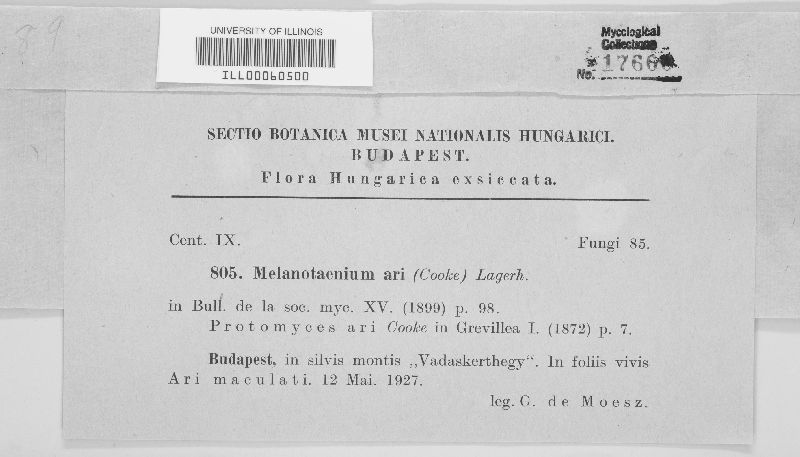 UNIVERSITY OF ILLINOIS
ILL00060500
Mycological
Collections
No.
SECTIO BOTANICA MUSEI NATIONALIS HUNGARICI.
BUDAPEST.
Flora Hungarica exsiccata.
Cent. IX. Fungi 85.
805. Melanotaenium ari (Cooke) Lagerh.
in Bull. de la soc. myc. XV. (1899) p. 98.
Protomyces ari Cooke in Grevillea I. (1872) p. 7.
Budapest, in silvis montis „Vadaskerthegy“. In foliis vivis
Ari maculati. 12 Mai. 1927.
leg. G. de Moesz.